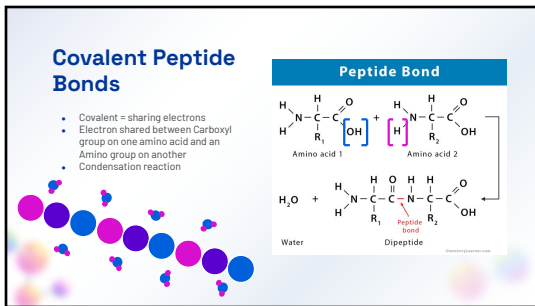 Covalent Peptide
Bonds
Covalent = sharing electrons
Electron shared between Carboxyl
group on one amino acid and an
Amino group on another
Condensation reaction
Peptide Bond
H H O
N C C + N C C
H R₁ OH H R₂ OH
Amino acid 1 Amino acid 2
H₂O + H N C C N C C O
H R₁ O H R₂ OH
Peptide
bond
Water Dipeptide
ChemistryLearner.com